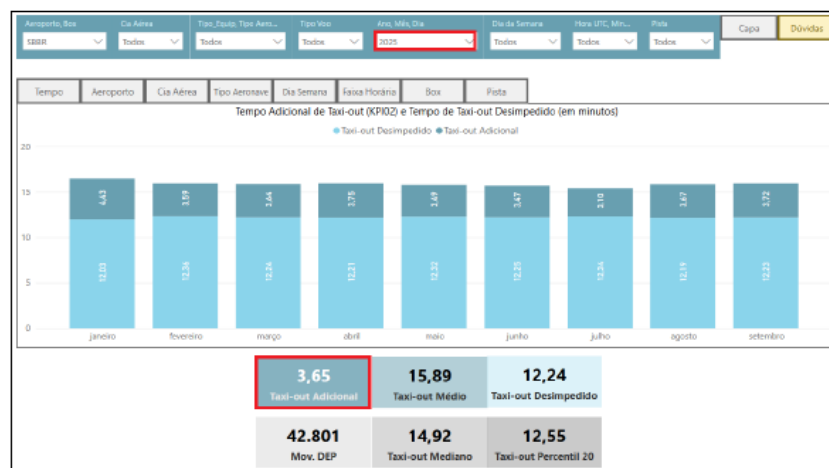 Aeroporto, Box Cia Aérea Tipo_Equip, Tipo Aero... Tipo Voo Ano, Mês, Dia Dia da Semana Hora UTC, Min... Pista
SBBR Todos Todos Todos 2025 Todos Todos Todos
Capa Dúvidas
Tempo Aeroporto Cia Aérea Tipo Aeronave Dia Semana Faixa Horária Box Pista
Tempo Adicional de Taxi-out (KPI02) e Tempo de Taxi-out Desimpedido (em minutos)
Taxi-out Desimpedido Taxi-out Adicional
20
15
10
5
0
4,43 3,59 3,64 3,75 3,49 3,47 3,10 3,67 3,72
12,03 12,34 12,24 12,21 12,32 12,25 12,34 12,19 12,23
janeiro fevereiro março abril maio junho julho agosto setembro
3,65 15,89 12,24
Taxi-out Adicional Taxi-out Médio Taxi-out Desimpedido
42.801 14,92 12,55
Mov. DEP Taxi-out Mediano Taxi-out Percentil 20